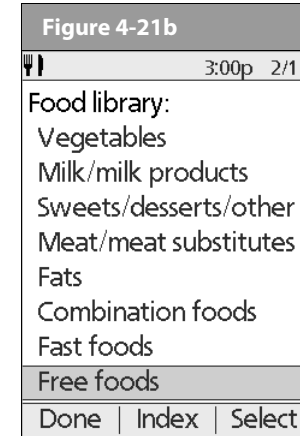 Figure 4-21b
3:00p 2/1
Food library:
Vegetables
Milk/milk products
Sweets/desserts/other
Meat/meat substitutes
Fats
Combination foods
Fast foods
Free foods
Done | Index | Select